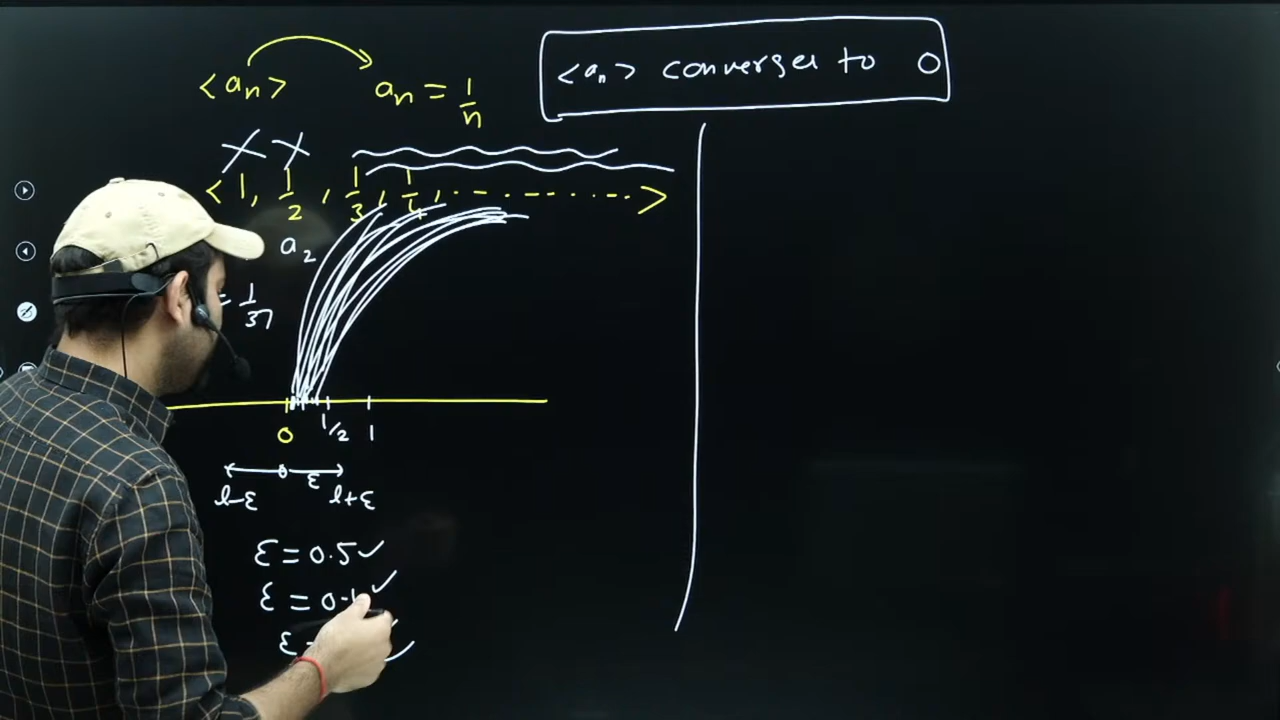 <aₙ> aₙ = 1/n
<aₙ> converges to 0
< 1, 1/2, 1/3, 1/4, ........ >
a₂
= 1/37
0 1/2 1
ε
l-ε l+ε
ε = 0.5 ✓
ε = 0.
ε =